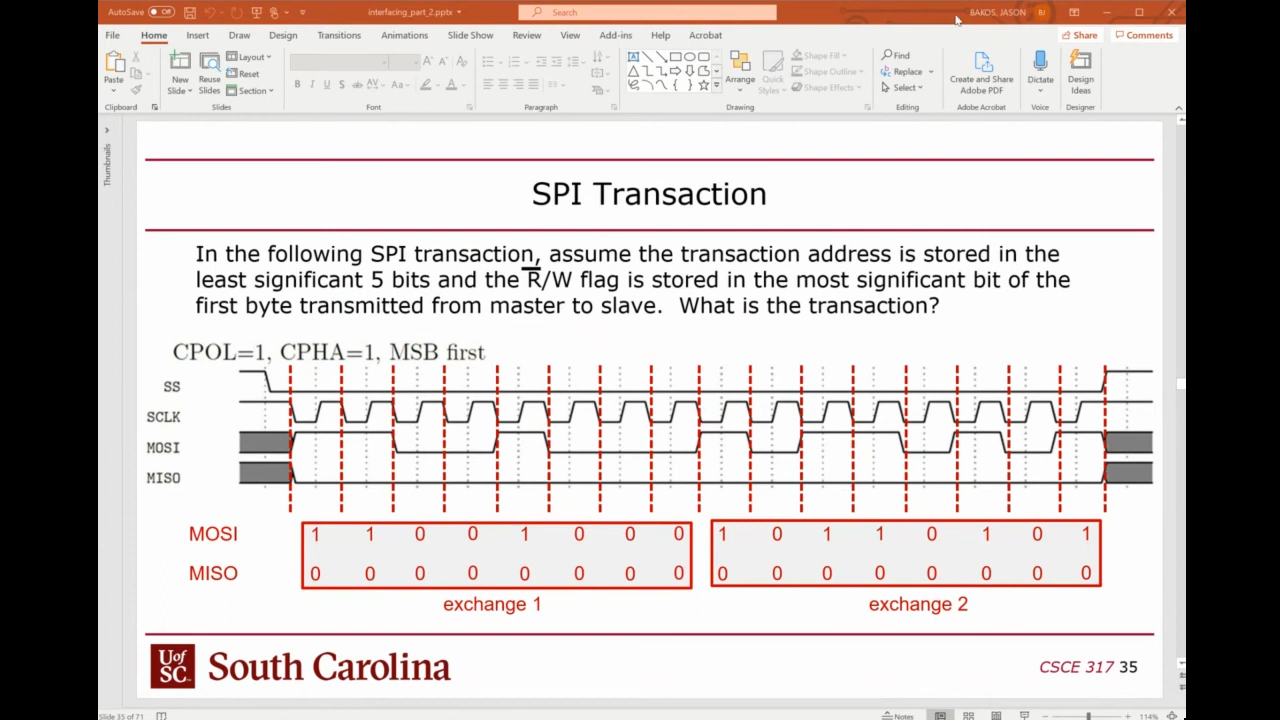 AutoSave Off interfacing_part_2.pptx Search BAKOS, JASON BJ
File Home Insert Draw Design Transitions Animations Slide Show Review View Add-ins Help Acrobat Share Comments
Paste New Slide Reuse Slides Layout Reset Section Arrange Quick Styles Shape Fill Shape Outline Shape Effects Find Replace Select Create and Share Adobe PDF Dictate Design Ideas
Clipboard Slides Font Paragraph Drawing Editing Adobe Acrobat Voice Designer
Thumbnails
SPI Transaction
In the following SPI transaction, assume the transaction address is stored in the
least significant 5 bits and the R̅/W flag is stored in the most significant bit of the
first byte transmitted from master to slave. What is the transaction?
CPOL=1, CPHA=1, MSB first
SS
SCLK
MOSI
MISO
MOSI 1 1 0 0 1 0 0 0 1 0 1 1 0 1 0 1
MISO 0 0 0 0 0 0 0 0 0 0 0 0 0 0 0 0
exchange 1 exchange 2
UofSC South Carolina CSCE 317 35
Slide 35 of 71 Notes 114%